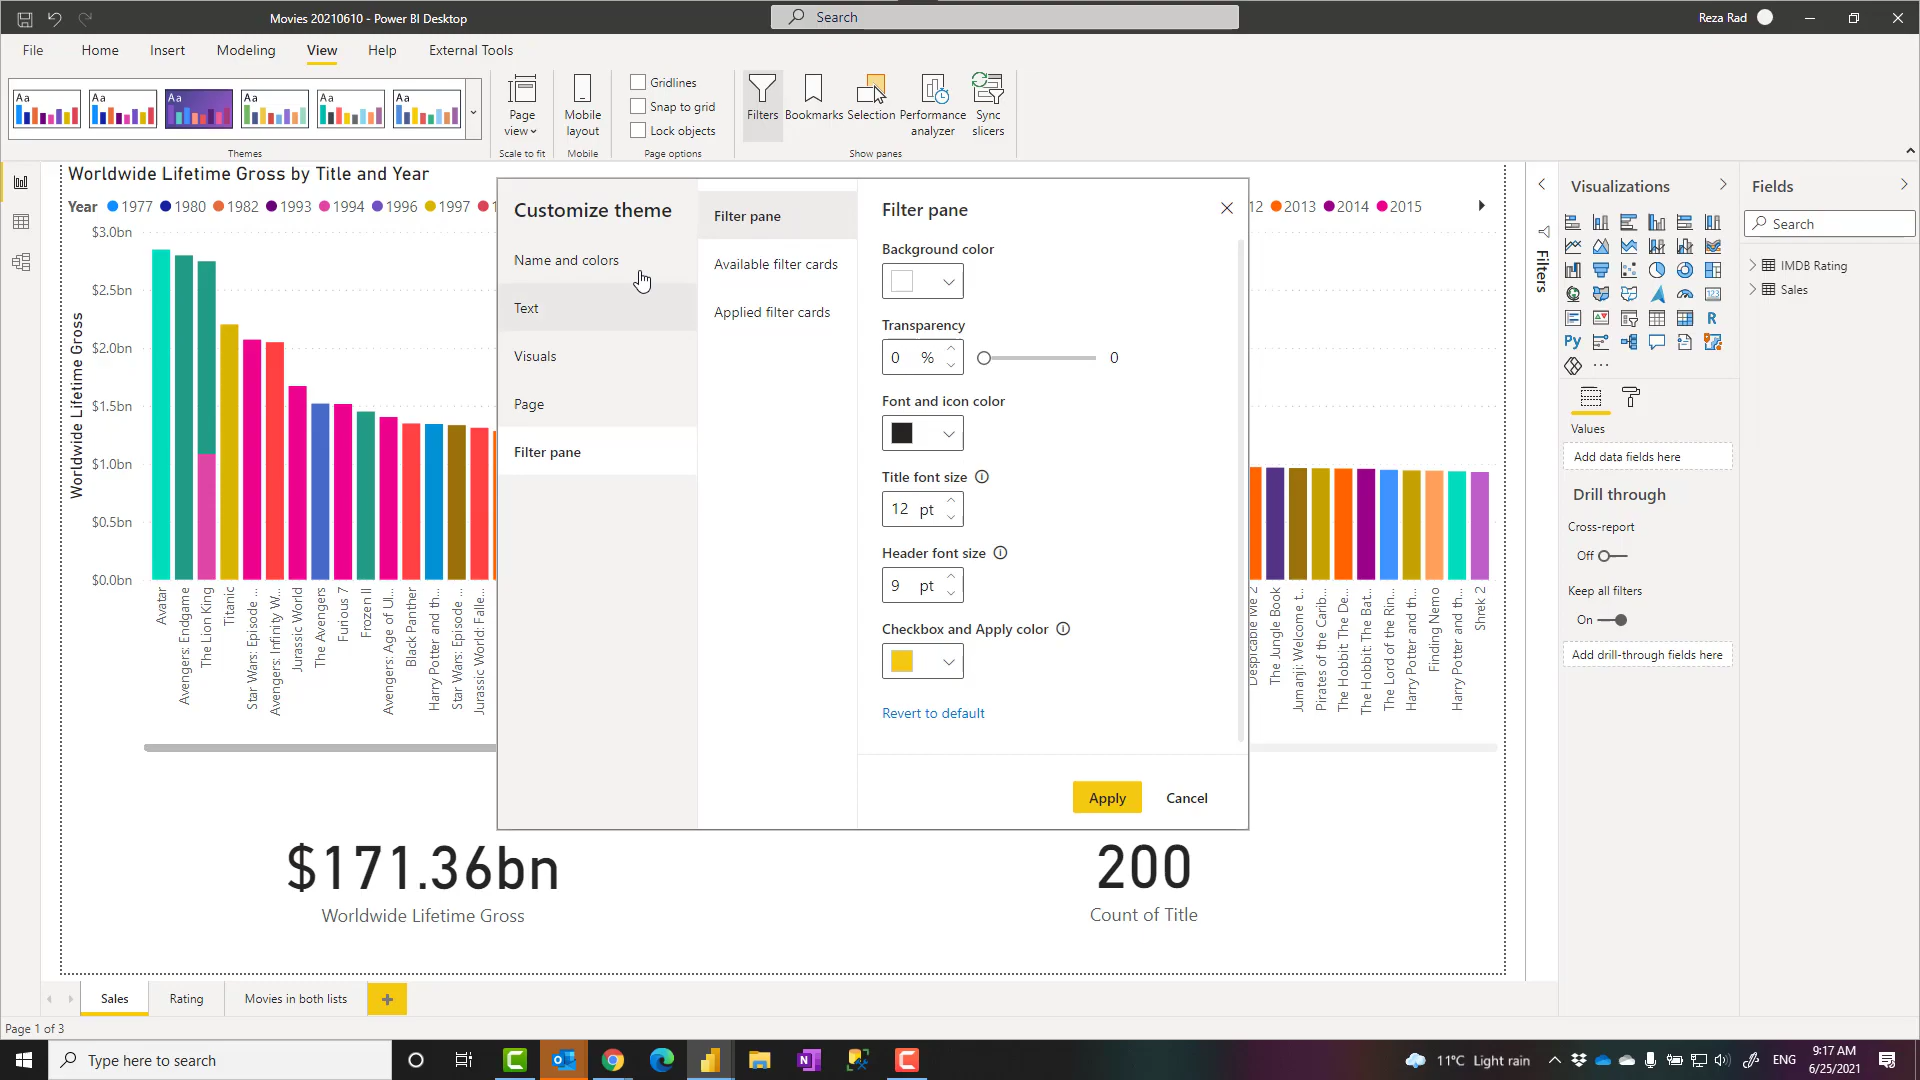 Movies 20210610 - Power BI Desktop
Search
Reza Rad
File Home Insert Modeling View Help External Tools
Aa Aa Aa Aa Aa Aa
Themes
Page view
Scale to fit
Mobile layout
Mobile
Gridlines
Snap to grid
Lock objects
Page options
Filters
Bookmarks
Selection
Performance analyzer
Sync slicers
Show panes
Worldwide Lifetime Gross by Title and Year
Year 1977 1980 1982 1993 1994 1996 1997
12 2013 2014 2015
Worldwide Lifetime Gross
$3.0bn
$2.5bn
$2.0bn
$1.5bn
$1.0bn
$0.5bn
$0.0bn
Avatar
Avengers: Endgame
The Lion King
Titanic
Star Wars: Episode ...
Avengers: Infinity W...
Jurassic World
The Avengers
Furious 7
Frozen II
Avengers: Age of Ul...
Black Panther
Harry Potter and th...
Star Wars: Episode ...
Jurassic World: Falle...
Despicable Me 2
The Jungle Book
Jumanji: Welcome t...
Pirates of the Carib...
The Hobbit The De...
The Hobbit: The Bat...
The Lord of the Rin...
Harry Potter and th...
Finding Nemo
Harry Potter and th...
Shrek 2
Customize theme
Name and colors
Text
Visuals
Page
Filter pane
Filter pane
Available filter cards
Applied filter cards
Filter pane
Background color
Transparency
0 % 0
Font and icon color
Title font size
12 pt
Header font size
9 pt
Checkbox and Apply color
Revert to default
Apply
Cancel
$171.36bn
Worldwide Lifetime Gross
200
Count of Title
Filters
Visualizations
R
Py
Values
Add data fields here
Drill through
Cross-report
Off
Keep all filters
On
Add drill-through fields here
Fields
Search
IMDB Rating
Sales
Sales Rating Movies in both lists
Page 1 of 3
Type here to search
11°C Light rain
ENG
9:17 AM
6/25/2021